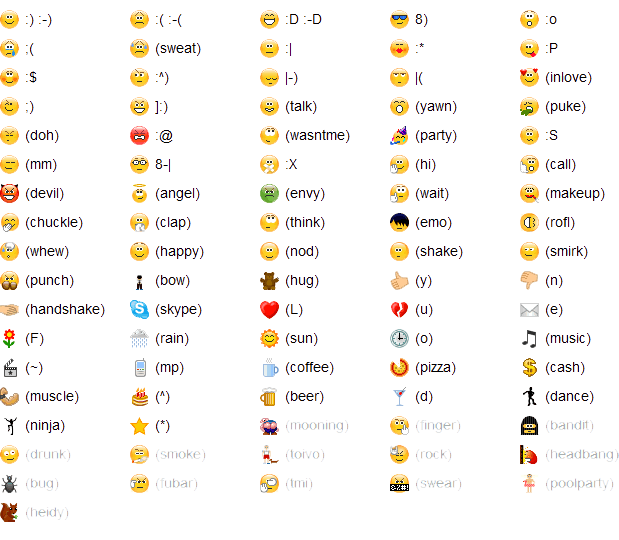 :) :-) :( :-( :D :-D 8) :o
;( (sweat) :| :* :P
:$ :^) |-) |( (inlove)
;) ]:) (talk) (yawn) (puke)
(doh) :@ (wasntme) (party) :S
(mm) 8-| :X (hi) (call)
(devil) (angel) (envy) (wait) (makeup)
(chuckle) (clap) (think) (emo) (rofl)
(whew) (happy) (nod) (shake) (smirk)
(punch) (bow) (hug) (y) (n)
(handshake) (skype) (L) (u) (e)
(F) (rain) (sun) (o) (music)
(~) (mp) (coffee) (pizza) (cash)
(muscle) (^) (beer) (d) (dance)
(ninja) (*) (mooning) (finger) (bandit)
(drunk) (smoke) (toivo) (rock) (headbang)
(bug) (fubar) (tmi) (swear) (poolparty)
(heidy)